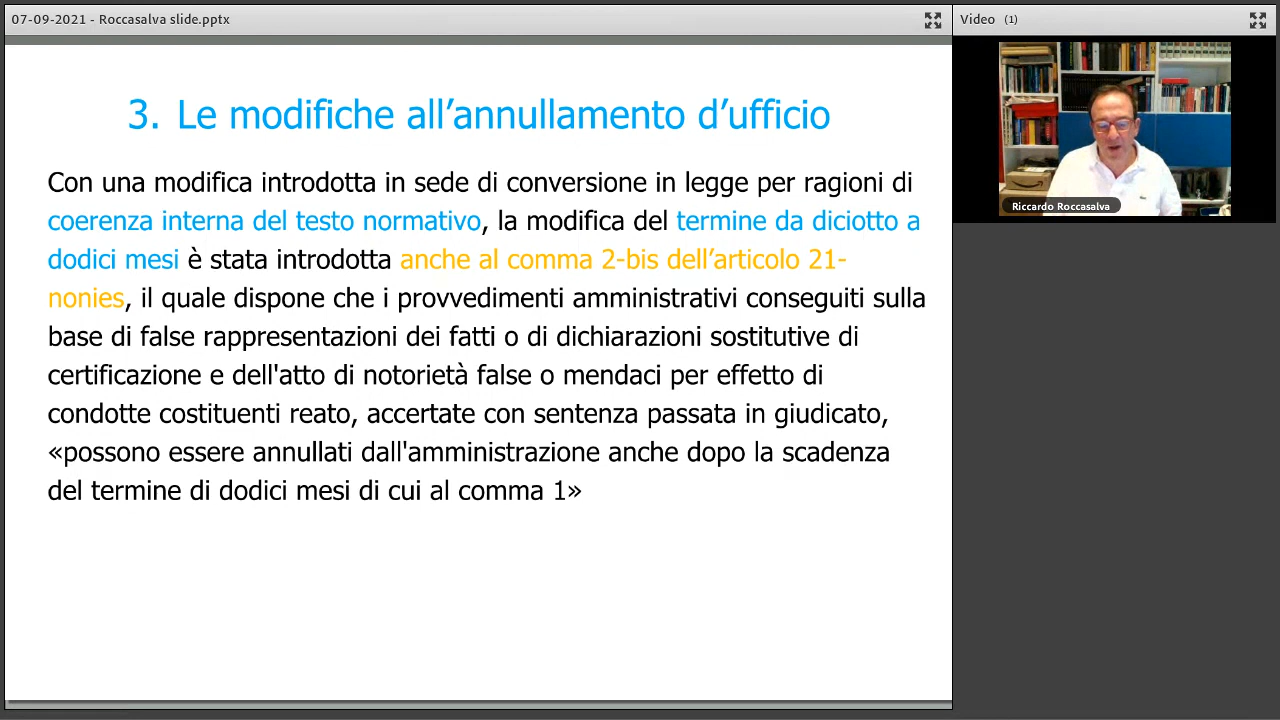 07-09-2021 - Roccasalva slide.pptx
Video (1)
3. Le modifiche all’annullamento d’ufficio
Con una modifica introdotta in sede di conversione in legge per ragioni di
coerenza interna del testo normativo, la modifica del termine da diciotto a
dodici mesi è stata introdotta anche al comma 2-bis dell’articolo 21-
nonies, il quale dispone che i provvedimenti amministrativi conseguiti sulla
base di false rappresentazioni dei fatti o di dichiarazioni sostitutive di
certificazione e dell'atto di notorietà false o mendaci per effetto di
condotte costituenti reato, accertate con sentenza passata in giudicato,
«possono essere annullati dall'amministrazione anche dopo la scadenza
del termine di dodici mesi di cui al comma 1»
Riccardo Roccasalva